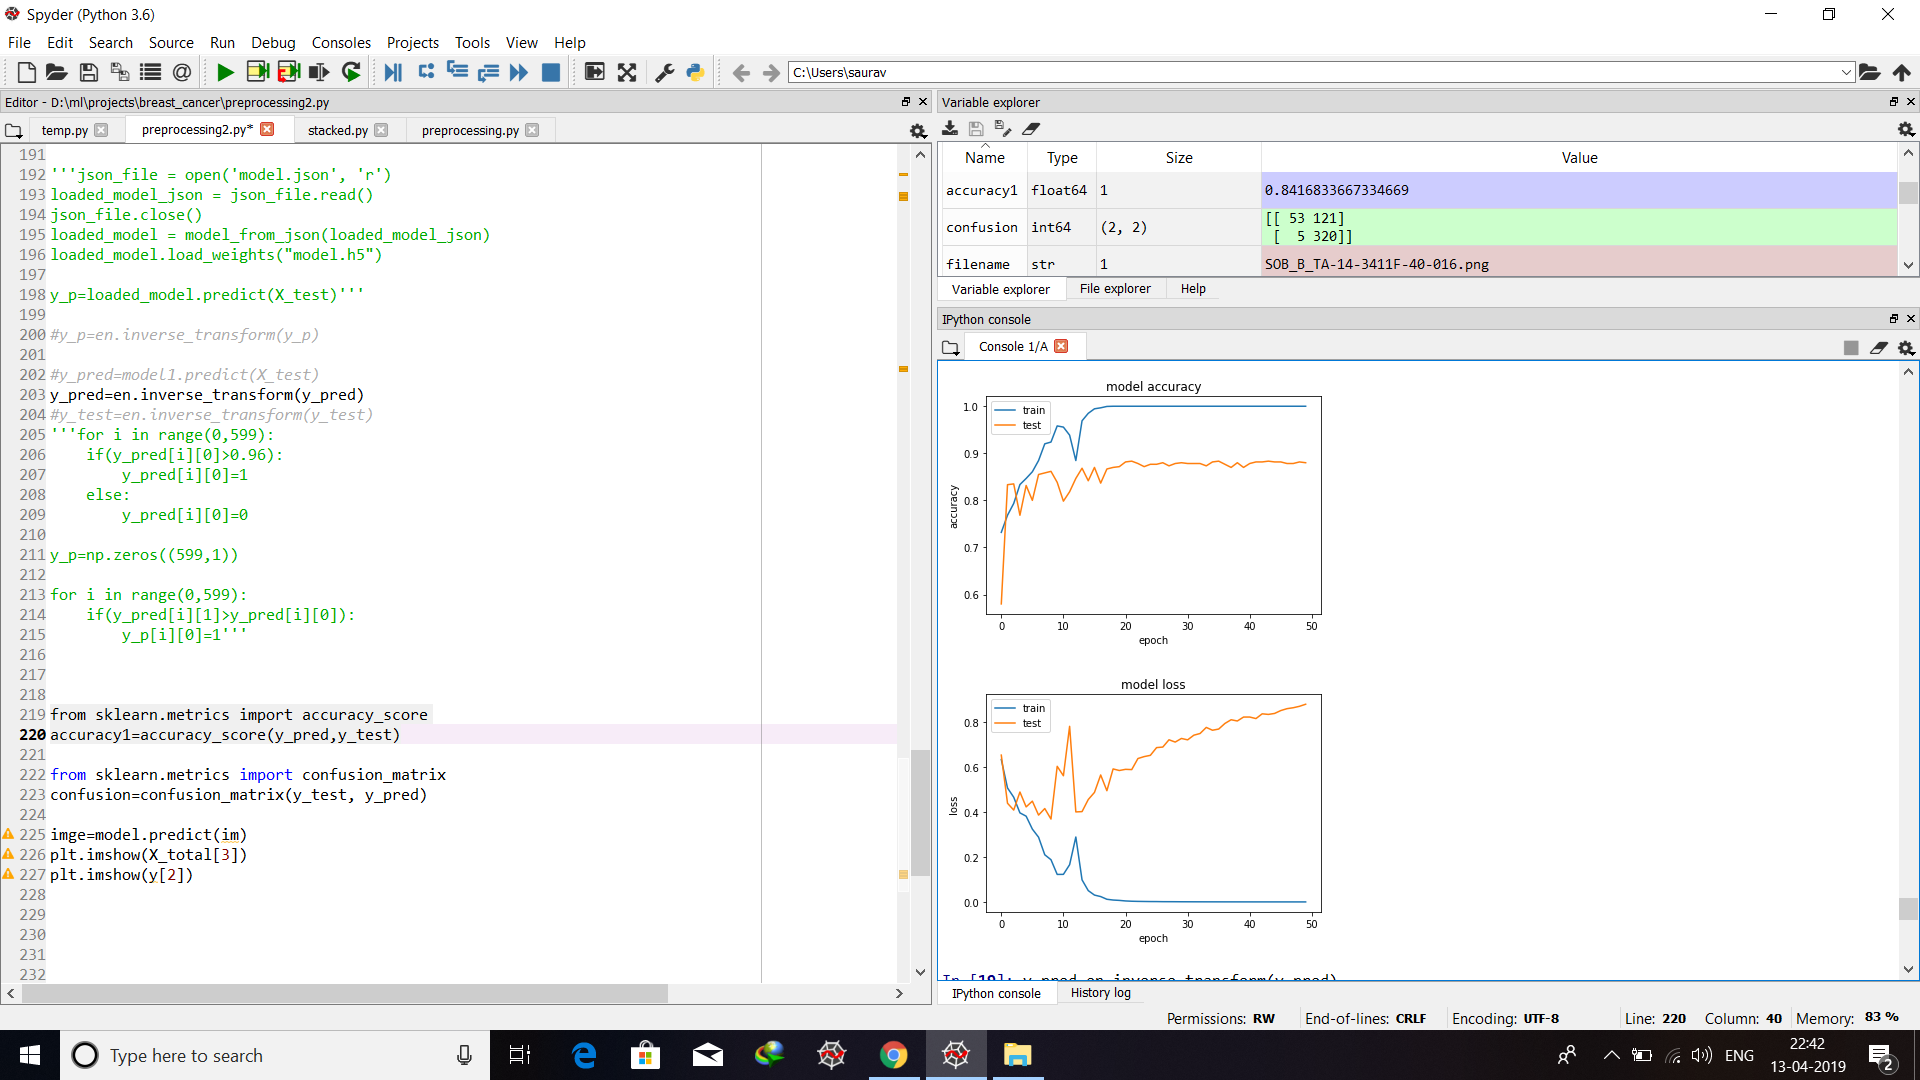 Spyder (Python 3.6)
File Edit Search Source Run Debug Consoles Projects Tools View Help
C:\Users\saurav
Editor - D:\ml\projects\breast_cancer\preprocessing2.py
temp.py preprocessing2.py* stacked.py preprocessing.py
191
192 '''json_file = open('model.json', 'r')
193 loaded_model_json = json_file.read()
194 json_file.close()
195 loaded_model = model_from_json(loaded_model_json)
196 loaded_model.load_weights("model.h5")
197
198 y_p=loaded_model.predict(X_test)'''
199
200 #y_p=en.inverse_transform(y_p)
201
202 #y_pred=model1.predict(X_test)
203 y_pred=en.inverse_transform(y_pred)
204 #y_test=en.inverse_transform(y_test)
205 '''for i in range(0,599):
206     if(y_pred[i][0]>0.96):
207         y_pred[i][0]=1
208     else:
209         y_pred[i][0]=0
210
211 y_p=np.zeros((599,1))
212
213 for i in range(0,599):
214     if(y_pred[i][1]>y_pred[i][0]):
215         y_p[i][0]=1'''
216
217
218
219 from sklearn.metrics import accuracy_score
220 accuracy1=accuracy_score(y_pred,y_test)
221
222 from sklearn.metrics import confusion_matrix
223 confusion=confusion_matrix(y_test, y_pred)
224
225 imge=model.predict(im)
226 plt.imshow(X_total[3])
227 plt.imshow(y[2])
228
229
230
231
232
Variable explorer
Name Type Size Value
accuracy1 float64 1 0.8416833667334669
confusion int64 (2, 2) [[ 53 121]
[  5 320]]
filename str 1 SOB_B_TA-14-3411F-40-016.png
Variable explorer File explorer Help
IPython console
Console 1/A
model accuracy
train
test
1.0
0.9
0.8
0.7
0.6
accuracy
0 10 20 30 40 50
epoch
model loss
train
test
0.8
0.6
0.4
0.2
0.0
loss
0 10 20 30 40 50
epoch
In [19]: y_pred=en.inverse_transform(y_pred)
IPython console History log
Permissions: RW End-of-lines: CRLF Encoding: UTF-8 Line: 220 Column: 40 Memory: 83 %
Type here to search
ENG
22:42
13-04-2019
2